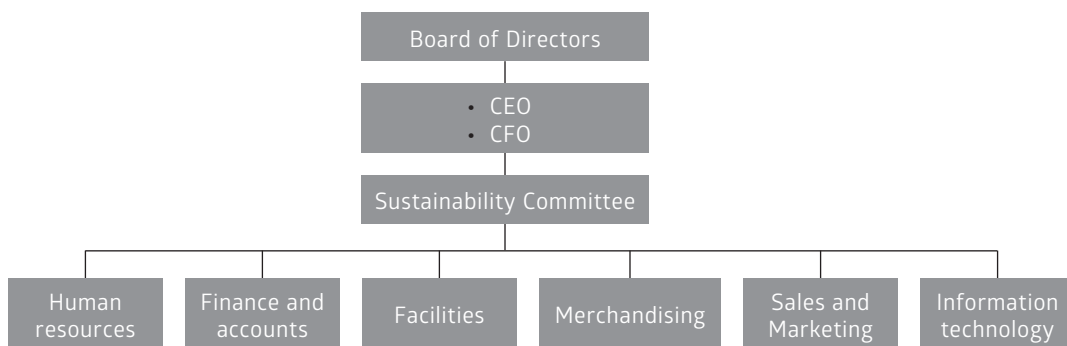 Board of Directors
• CEO
• CFO
Sustainability Committee
Human
resources
Finance and
accounts
Facilities
Merchandising
Sales and
Marketing
Information
technology